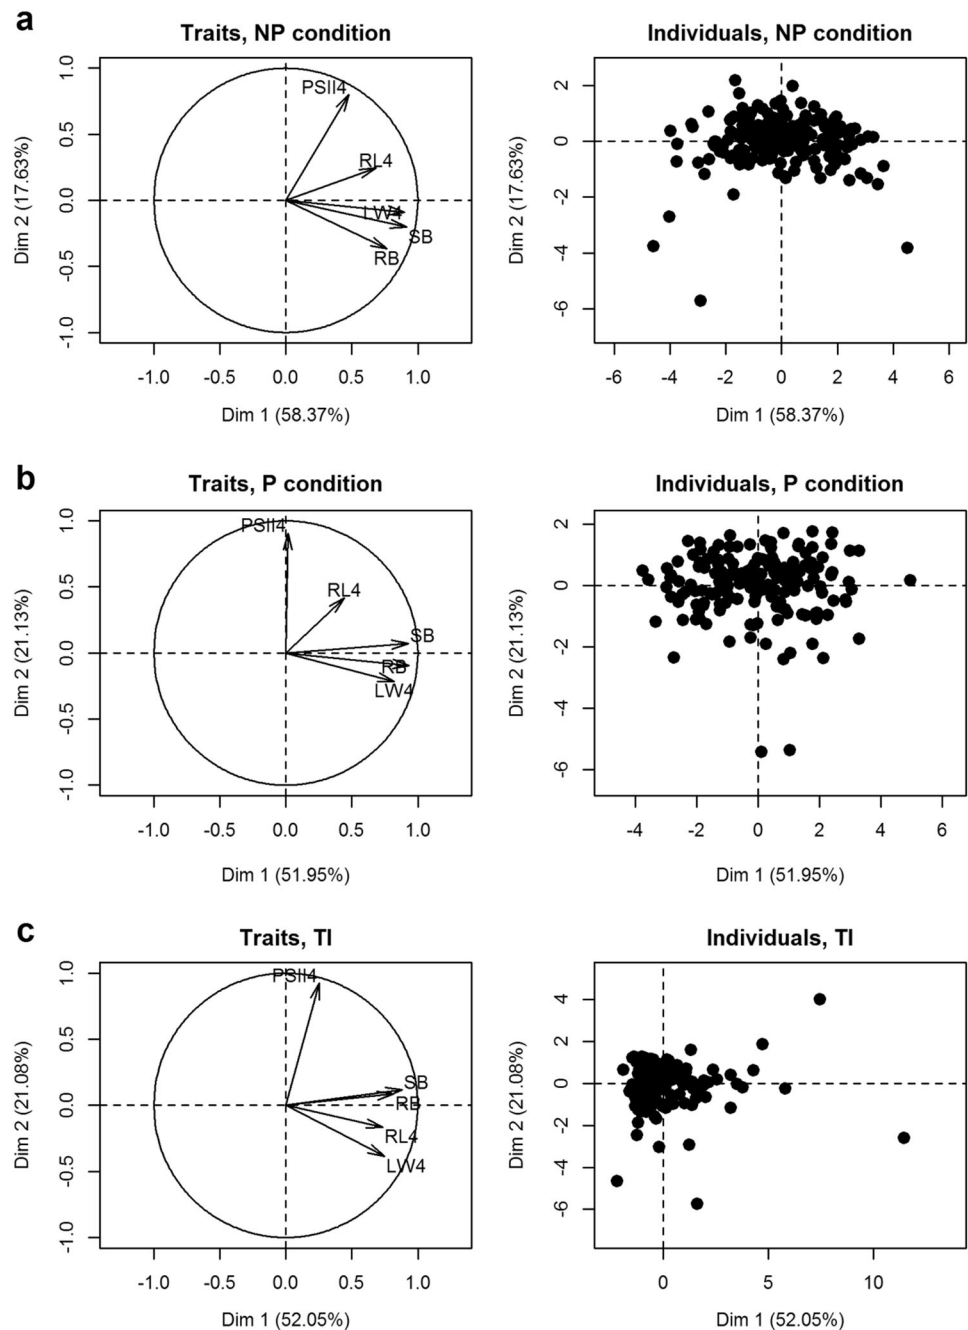 a
Traits, NP condition
Individuals, NP condition
Dim 2 (17.63%)
1.0
0.5
0.0
-0.5
-1.0
PSII4
RL4
LW4
SB
RB
-1.0 -0.5 0.0 0.5 1.0
Dim 1 (58.37%)
Dim 2 (17.63%)
2
0
-2
-4
-6
-6 -4 -2 0 2 4 6
Dim 1 (58.37%)
b
Traits, P condition
Individuals, P condition
Dim 2 (21.13%)
1.0
0.5
0.0
-0.5
-1.0
PSII4
RL4
SB
RB
LW4
-1.0 -0.5 0.0 0.5 1.0
Dim 1 (51.95%)
Dim 2 (21.13%)
2
0
-2
-4
-6
-4 -2 0 2 4 6
Dim 1 (51.95%)
c
Traits, TI
Individuals, TI
Dim 2 (21.08%)
1.0
0.5
0.0
-0.5
-1.0
PSII4
SB
RB
RL4
LW4
-1.0 -0.5 0.0 0.5 1.0
Dim 1 (52.05%)
Dim 2 (21.08%)
4
2
0
-2
-4
-6
0 5 10
Dim 1 (52.05%)